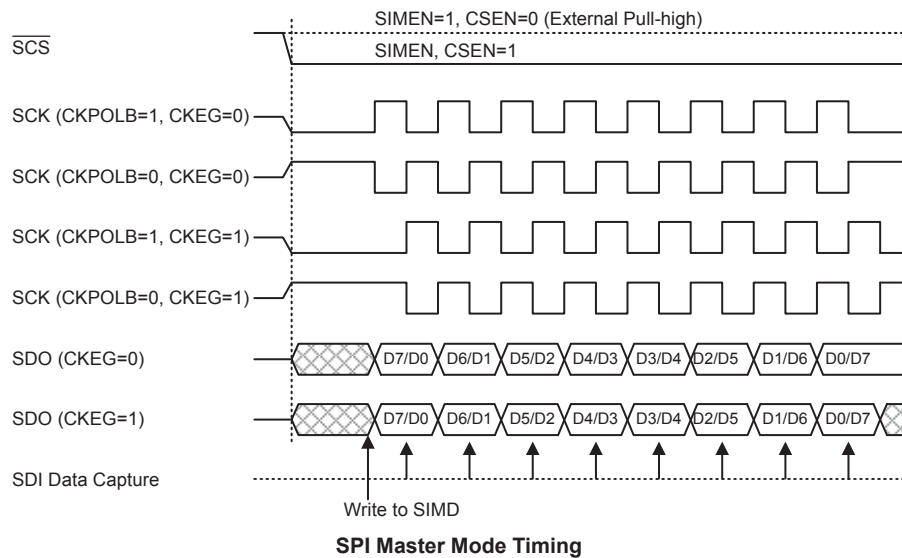 SIMEN=1, CSEN=0 (External Pull-high)
SCS
SIMEN, CSEN=1
SCK (CKPOLB=1, CKEG=0)
SCK (CKPOLB=0, CKEG=0)
SCK (CKPOLB=1, CKEG=1)
SCK (CKPOLB=0, CKEG=1)
SDO (CKEG=0) D7/D0 D6/D1 D5/D2 D4/D3 D3/D4 D2/D5 D1/D6 D0/D7
SDO (CKEG=1) D7/D0 D6/D1 D5/D2 D4/D3 D3/D4 D2/D5 D1/D6 D0/D7
SDI Data Capture
Write to SIMD
SPI Master Mode Timing